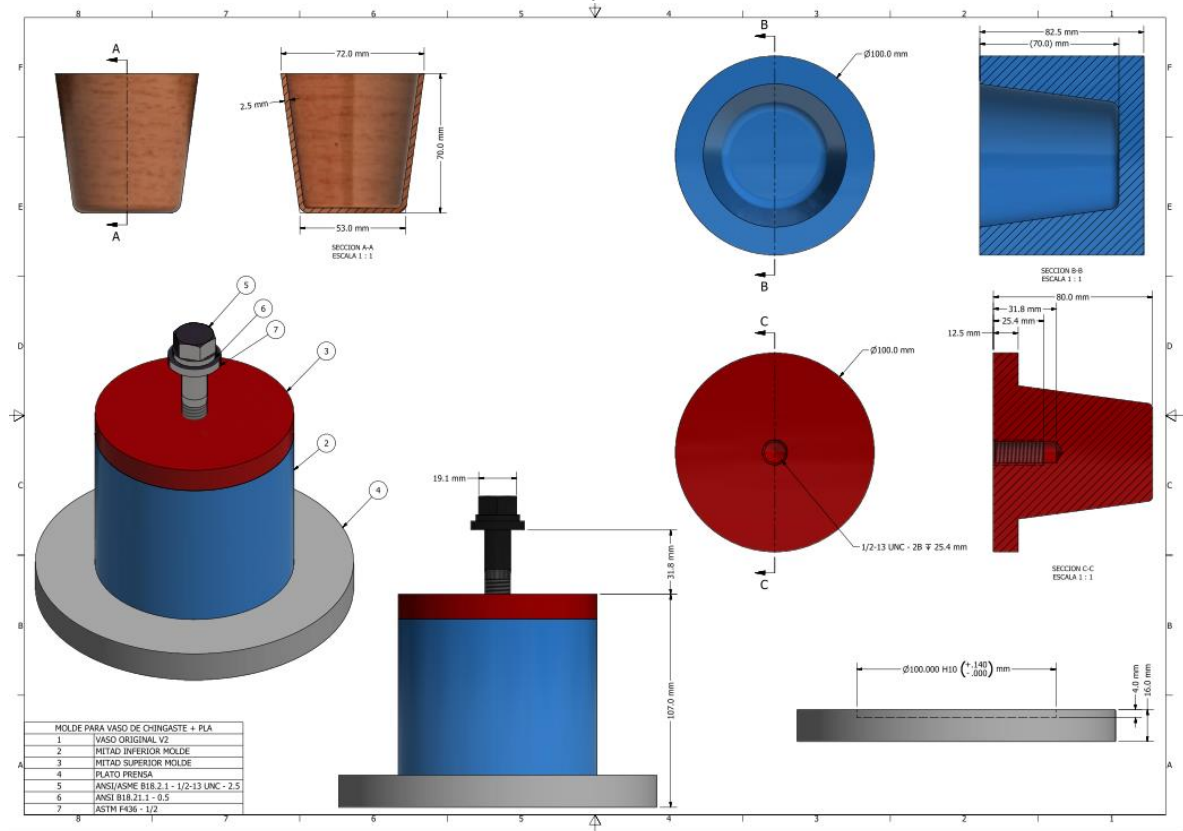 8 7 6 5 4 3 2 1
F
A
72.0 mm
2.5 mm
70.0 mm
53.0 mm
A
SECCION A-A
ESCALA 1 : 1
B
Ø100.0 mm
B
82.5 mm
(70.0) mm
SECCION B-B
ESCALA 1 : 1
F
E
E
D
D
C
C
B
B
A
A
5
6
7
3
2
4
C
Ø100.0 mm
1/2-13 UNC - 2B ↧ 25.4 mm
C
80.0 mm
31.8 mm
25.4 mm
12.5 mm
SECCION C-C
ESCALA 1 : 1
19.1 mm
31.8 mm
107.0 mm
Ø100.000 H10 (+.140 -.000) mm
4.0 mm
16.0 mm
MOLDE PARA VASO DE CHINGASTE + PLA
1 VASO ORIGINAL V2
2 MITAD INFERIOR MOLDE
3 MITAD SUPERIOR MOLDE
4 PLATO PRENSA
5 ANSI/ASME B18.2.1 - 1/2-13 UNC - 2.5
6 ANSI B18.21.1 - 0.5
7 ASTM F436 - 1/2
8 7 6 5 4 3 2 1